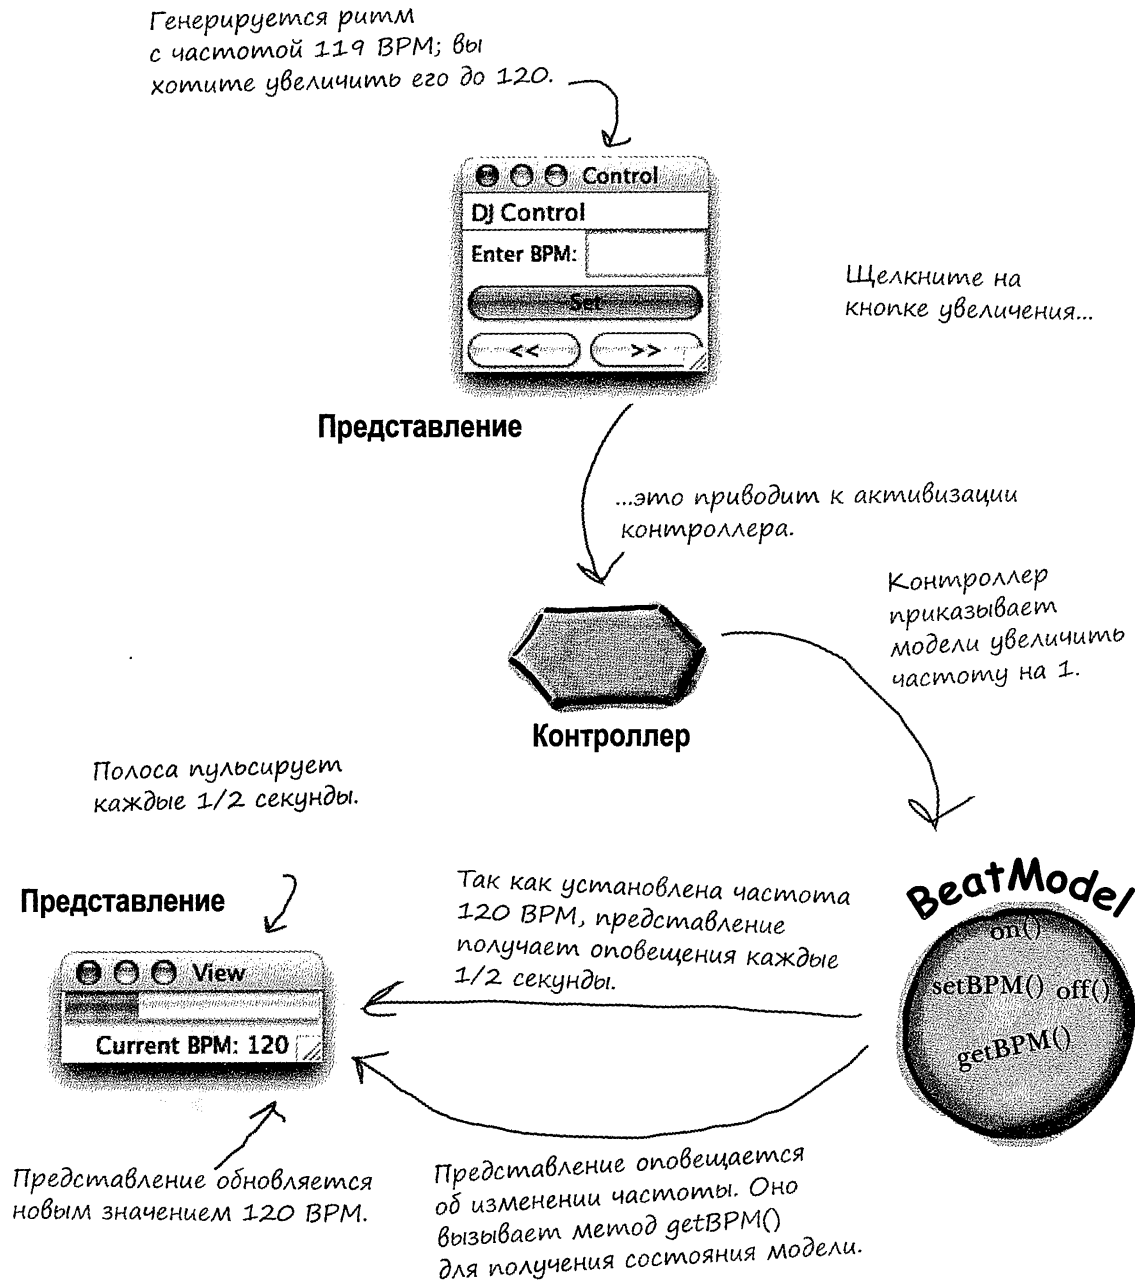 Генерируется ритм
с частотой 119 BPM; вы
хотите увеличить его до 120.
Control
DJ Control
Enter BPM:
Set
<< >>
Щелкните на
кнопке увеличения...
Представление
...это приводит к активизации
контроллера.
Контроллер
приказывает
модели увеличить
частоту на 1.
Контроллер
Полоса пульсирует
каждые 1/2 секунды.
Представление
View
Current BPM: 120
Так как установлена частота
120 BPM, представление
получает оповещения каждые
1/2 секунды.
BeatModel
on()
setBPM() off()
getBPM()
Представление обновляется
новым значением 120 BPM.
Представление оповещается
об изменении частоты. Оно
вызывает метод getBPM()
для получения состояния модели.